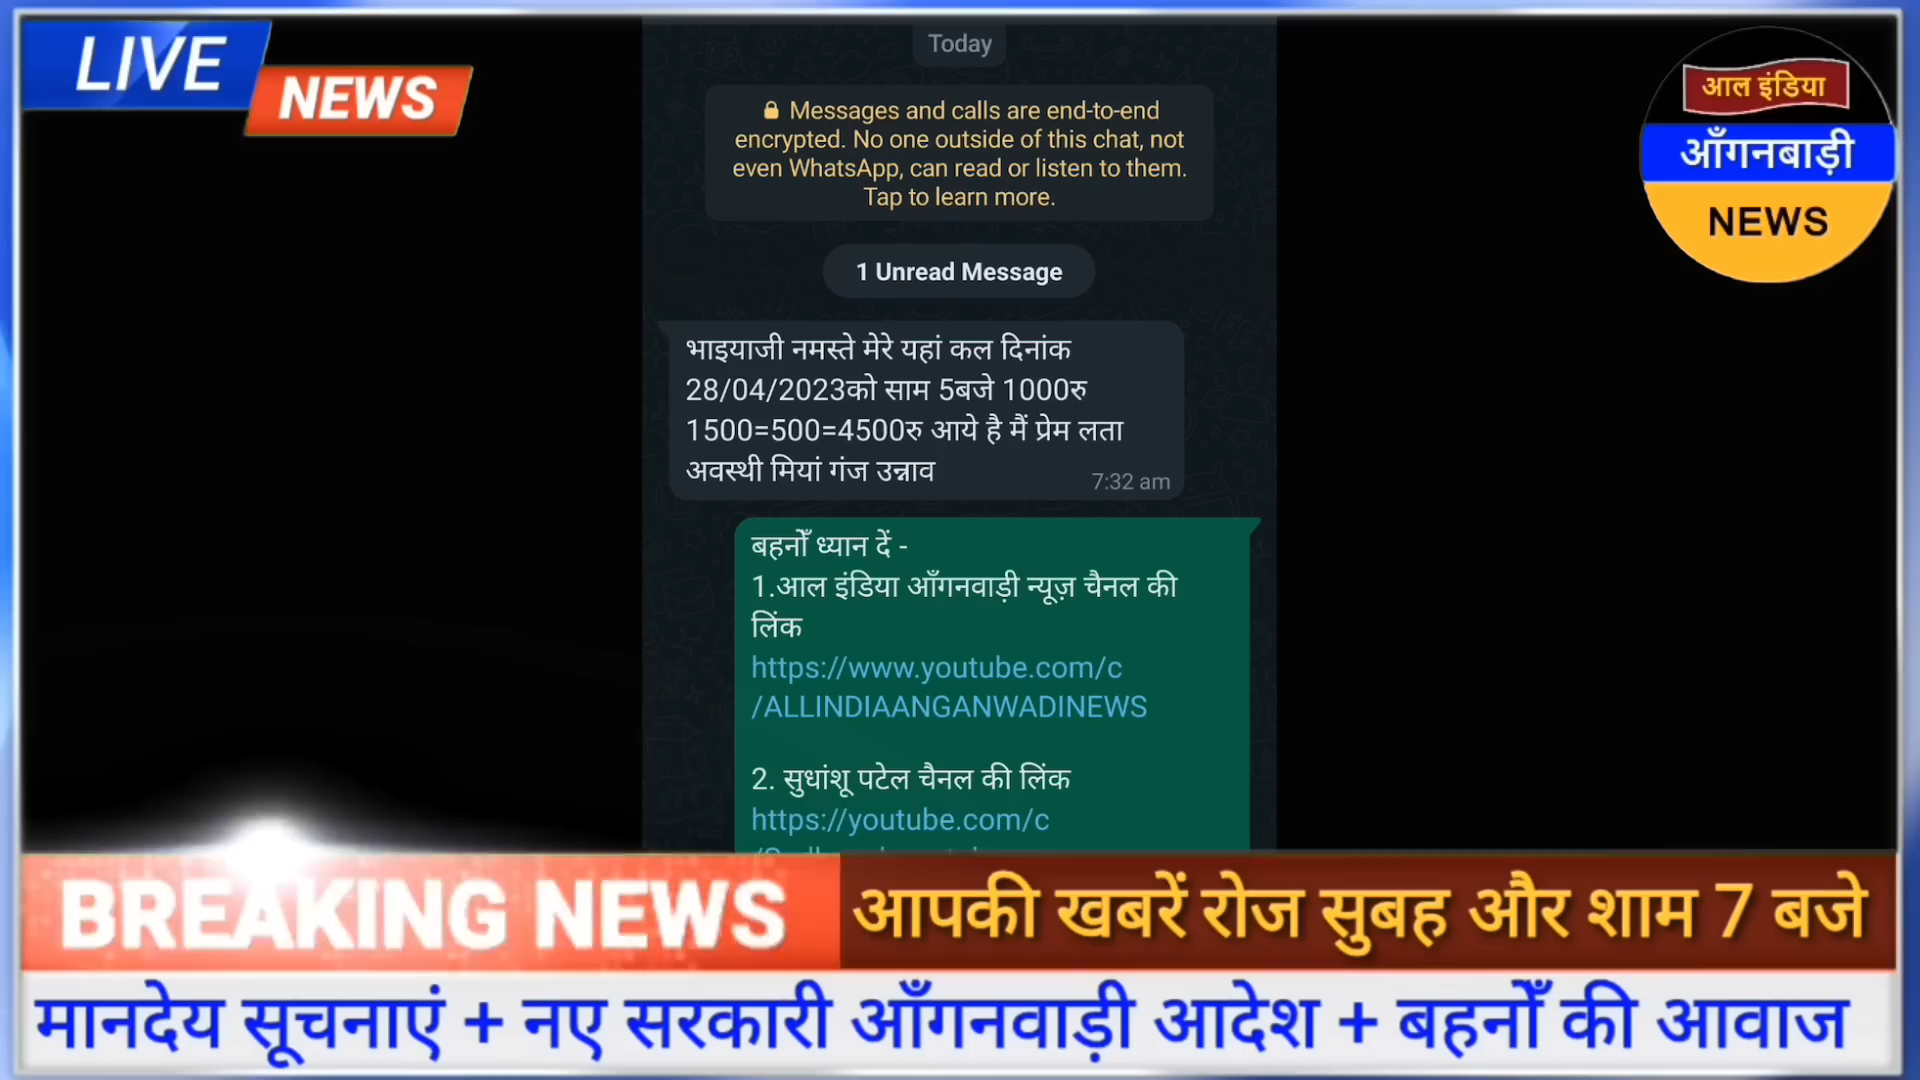 LIVE
NEWS
आल इंडिया
आँगनबाड़ी
NEWS
Today
Messages and calls are end-to-end
encrypted. No one outside of this chat, not
even WhatsApp, can read or listen to them.
Tap to learn more.
1 Unread Message
भाइयाजी नमस्ते मेरे यहां कल दिनांक
28/04/2023को साम 5बजे 1000रु
1500=500=4500रु आये है मैं प्रेम लता
अवस्थी मियां गंज उन्नाव
7:32 am
बहनोँ ध्यान दें -
1.आल इंडिया आँगनवाड़ी न्यूज़ चैनल की
लिंक
https://www.youtube.com/c
/ALLINDIAANGANWADINEWS
2. सुधांशू पटेल चैनल की लिंक
https://youtube.com/c
BREAKING NEWS
आपकी खबरें रोज सुबह और शाम 7 बजे
मानदेय सूचनाएं + नए सरकारी आँगनवाड़ी आदेश + बहनोँ की आवाज